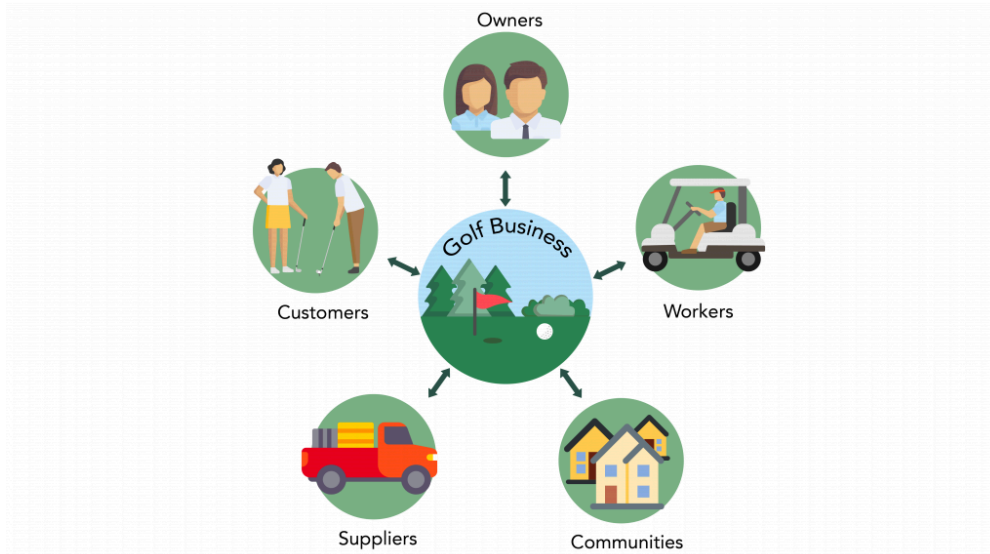 Owners
Golf Business
Customers
Workers
Suppliers
Communities